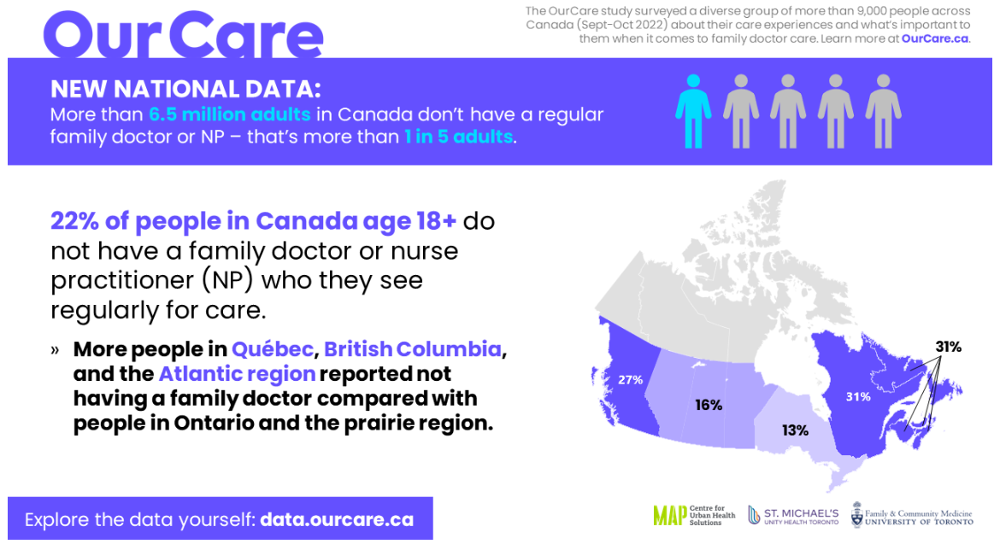 OurCare
The OurCare study surveyed a diverse group of more than 9,000 people across
Canada (Sept-Oct 2022) about their care experiences and what's important to
them when it comes to family doctor care. Learn more at OurCare.ca.
NEW NATIONAL DATA:
More than 6.5 million adults in Canada don't have a regular
family doctor or NP – that's more than 1 in 5 adults.
22% of people in Canada age 18+ do
not have a family doctor or nurse
practitioner (NP) who they see
regularly for care.
» More people in Québec, British Columbia,
and the Atlantic region reported not
having a family doctor compared with
people in Ontario and the prairie region.
27%
16%
13%
31%
31%
Explore the data yourself: data.ourcare.ca
MAP Centre for
Urban Health
Solutions
ST. MICHAEL'S
UNITY HEALTH TORONTO
Family & Community Medicine
UNIVERSITY OF TORONTO